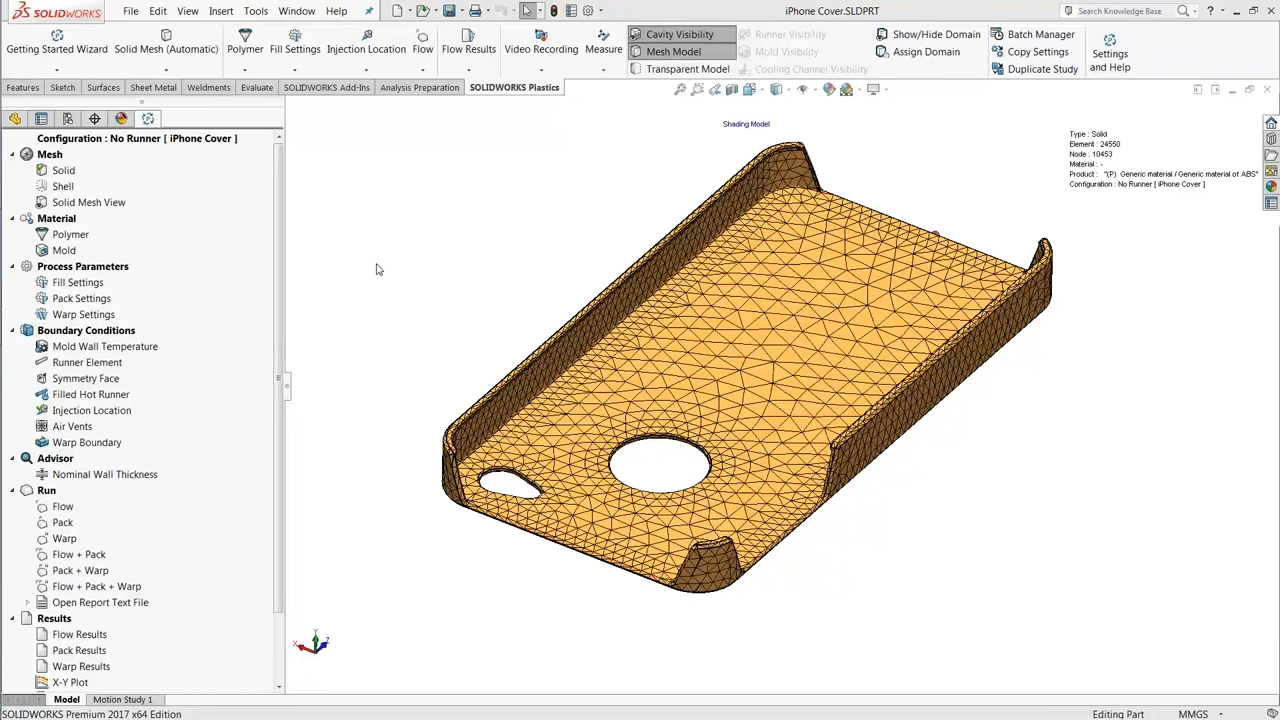 SOLIDWORKS File Edit View Insert Tools Window Help iPhone Cover.SLDPRT Search Knowledge Base ?
Getting Started Wizard Solid Mesh (Automatic) Polymer Fill Settings Injection Location Flow Flow Results Video Recording Measure
Cavity Visibility Runner Visibility Show/Hide Domain Batch Manager
Mesh Model Mold Visibility Assign Domain Copy Settings
Transparent Model Cooling Channel Visibility Duplicate Study
Settings
and Help
Features Sketch Surfaces Sheet Metal Weldments Evaluate SOLIDWORKS Add-Ins Analysis Preparation SOLIDWORKS Plastics
Configuration : No Runner [ iPhone Cover ]
Mesh
Solid
Shell
Solid Mesh View
Material
Polymer
Mold
Process Parameters
Fill Settings
Pack Settings
Warp Settings
Boundary Conditions
Mold Wall Temperature
Runner Element
Symmetry Face
Filled Hot Runner
Injection Location
Air Vents
Warp Boundary
Advisor
Nominal Wall Thickness
Run
Flow
Pack
Warp
Flow + Pack
Pack + Warp
Flow + Pack + Warp
Open Report Text File
Results
Flow Results
Pack Results
Warp Results
X-Y Plot
Shading Model
Type : Solid
Element : 24550
Node : 10453
Material : -
Product : "(P) Generic material / Generic material of ABS"
Configuration : No Runner [ iPhone Cover ]
X Y Z
Model Motion Study 1
SOLIDWORKS Premium 2017 x64 Edition Editing Part MMGS